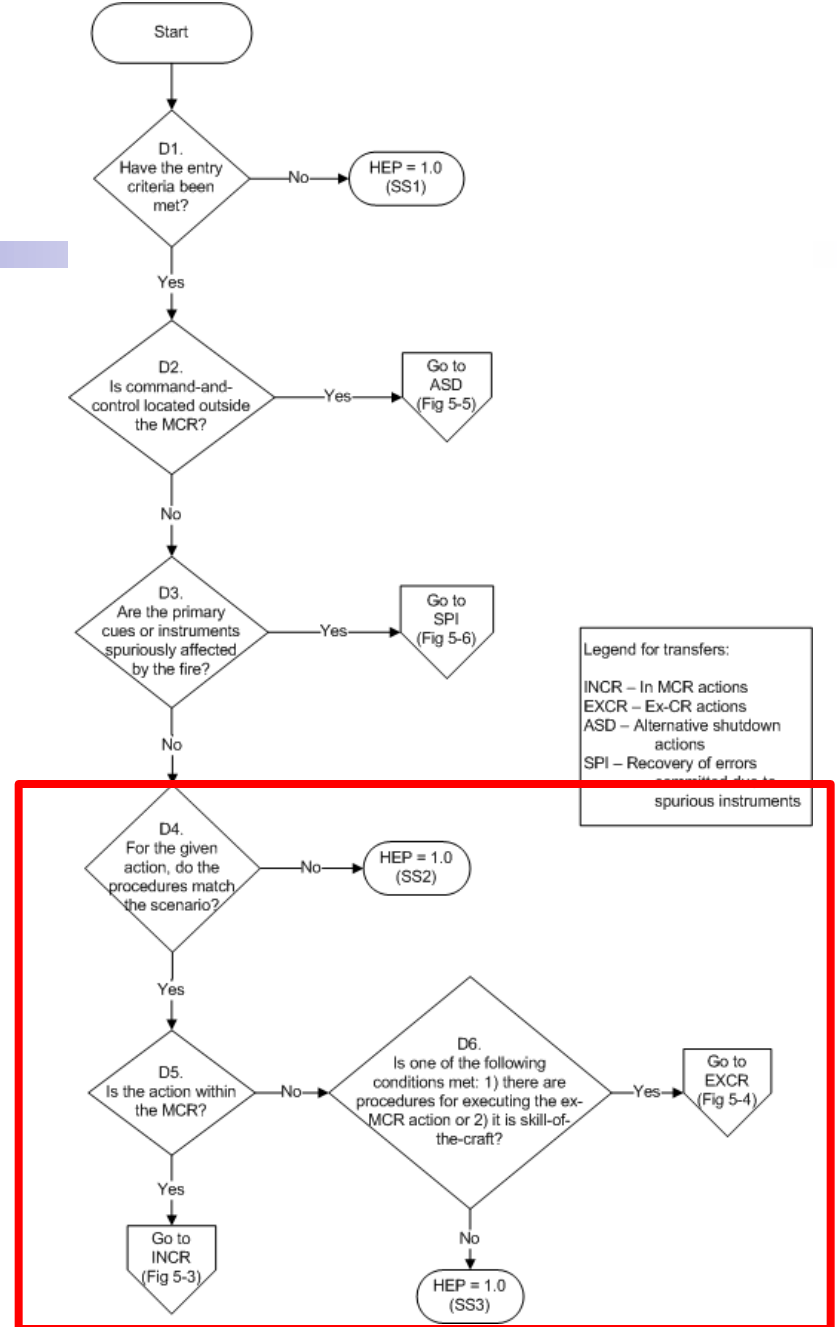 Start
D1.
Have the entry
criteria been
met?
No
HEP = 1.0
(SS1)
Yes
D2.
Is command-and-
control located outside
the MCR?
Yes
Go to
ASD
(Fig 5-5)
No
D3.
Are the primary
cues or instruments
spuriously affected
by the fire?
Yes
Go to
SPI
(Fig 5-6)
No
Legend for transfers:
INCR – In MCR actions
EXCR – Ex-CR actions
ASD – Alternative shutdown
actions
SPI – Recovery of errors
committed due to
spurious instruments
D4.
For the given
action, do the
procedures match
the scenario?
No
HEP = 1.0
(SS2)
Yes
D5.
Is the action within
the MCR?
No
D6.
Is one of the following
conditions met: 1) there are
procedures for executing the ex-
MCR action or 2) it is skill-of-
the-craft?
Yes
Go to
EXCR
(Fig 5-4)
Yes
Go to
INCR
(Fig 5-3)
No
HEP = 1.0
(SS3)